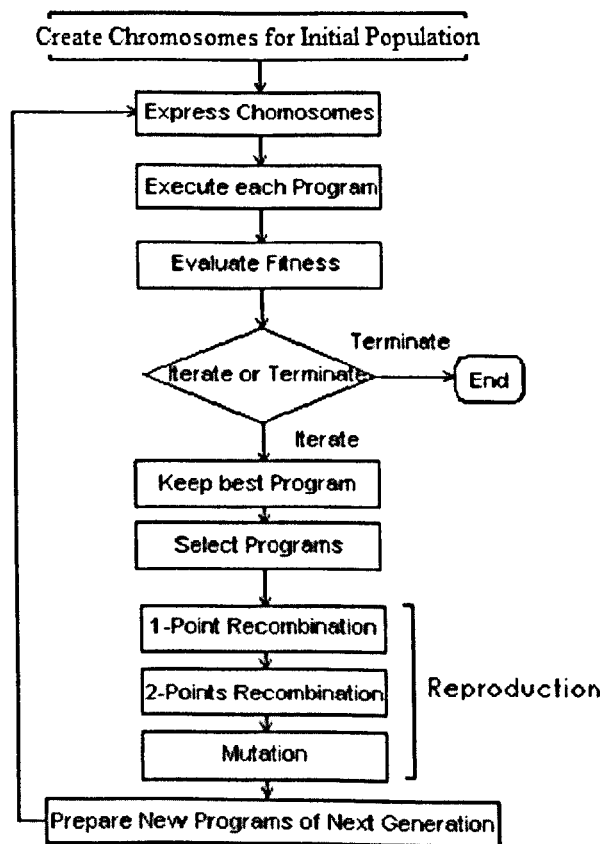 Create Chromosomes for Initial Population
Express Chomosomes
Execute each Program
Evaluate Fitness
Iterate or Terminate
Terminate
End
Iterate
Keep best Program
Select Programs
1-Point Recombination
2-Points Recombination
Mutation
Reproduction
Prepare New Programs of Next Generation